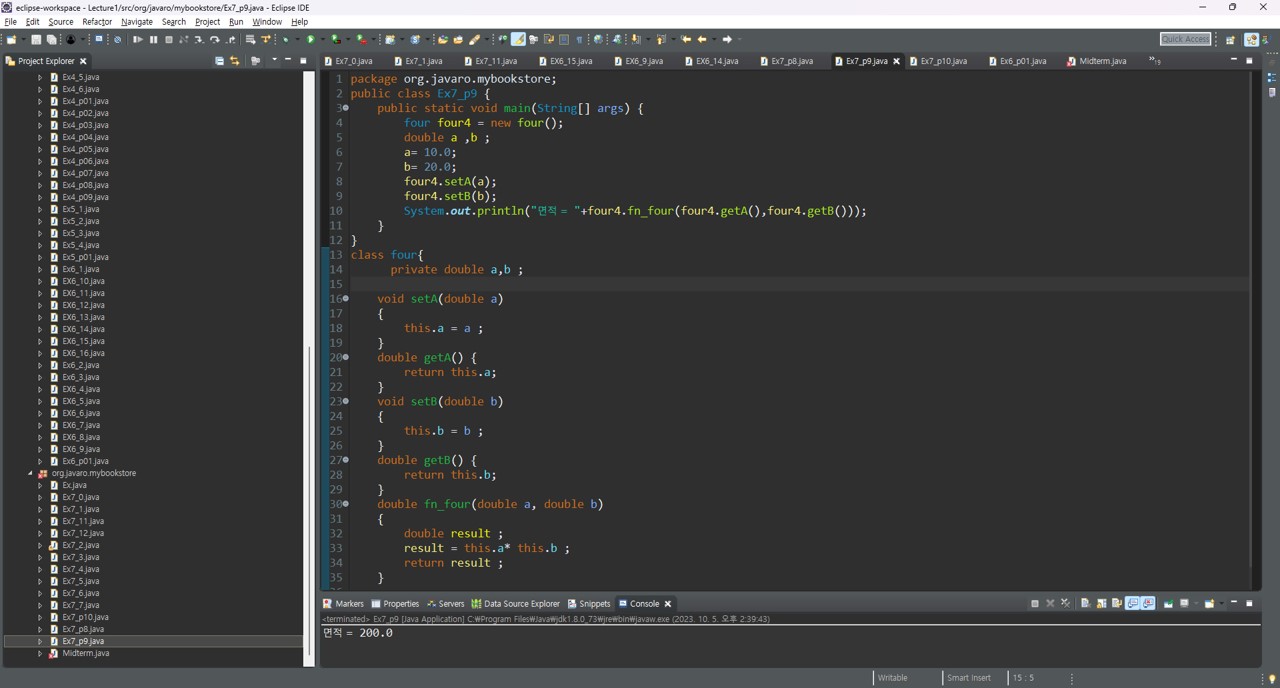 eclipse-workspace - Lecture1/src/org/javaro/mybookstore/Ex7_p9.java - Eclipse IDE
File Edit Source Refactor Navigate Search Project Run Window Help
Quick Access
Project Explorer
Ex7_0.java Ex7_1.java Ex7_11.java EX6_15.java EX6_9.java EX6_14.java Ex7_p8.java Ex7_p9.java Ex7_p10.java Ex6_p01.java Midterm.java
Ex4_5.java
Ex4_6.java
Ex4_p01.java
Ex4_p02.java
Ex4_p03.java
Ex4_p04.java
Ex4_p05.java
Ex4_p06.java
Ex4_p07.java
Ex4_p08.java
Ex4_p09.java
Ex5_1.java
Ex5_2.java
Ex5_3.java
Ex5_4.java
Ex5_p01.java
Ex6_1.java
EX6_10.java
EX6_11.java
EX6_12.java
EX6_13.java
EX6_14.java
EX6_15.java
EX6_16.java
Ex6_2.java
Ex6_3.java
EX6_4.java
EX6_5.java
EX6_6.java
EX6_7.java
EX6_8.java
EX6_9.java
Ex6_p01.java
org.javaro.mybookstore
Ex.java
Ex7_0.java
Ex7_1.java
Ex7_11.java
Ex7_12.java
Ex7_2.java
Ex7_3.java
Ex7_4.java
Ex7_5.java
Ex7_6.java
Ex7_7.java
Ex7_p10.java
Ex7_p8.java
Ex7_p9.java
Midterm.java
1 package org.javaro.mybookstore;
2 public class Ex7_p9 {
3 public static void main(String[] args) {
4 four four4 = new four();
5 double a ,b ;
6 a= 10.0;
7 b= 20.0;
8 four4.setA(a);
9 four4.setB(b);
10 System.out.println("면적 = "+four4.fn_four(four4.getA(),four4.getB()));
11 }
12 }
13 class four{
14 private double a,b ;
15
16 void setA(double a)
17 {
18 this.a = a ;
19 }
20 double getA() {
21 return this.a;
22 }
23 void setB(double b)
24 {
25 this.b = b ;
26 }
27 double getB() {
28 return this.b;
29 }
30 double fn_four(double a, double b)
31 {
32 double result ;
33 result = this.a* this.b ;
34 return result ;
35 }
Markers Properties Servers Data Source Explorer Snippets Console
<terminated> Ex7_p9 [Java Application] C:₩Program Files₩Java₩jdk1.8.0_73₩jre₩bin₩javaw.exe (2023. 10. 5. 오후 2:39:43)
면적 = 200.0
Writable Smart Insert 15 : 5